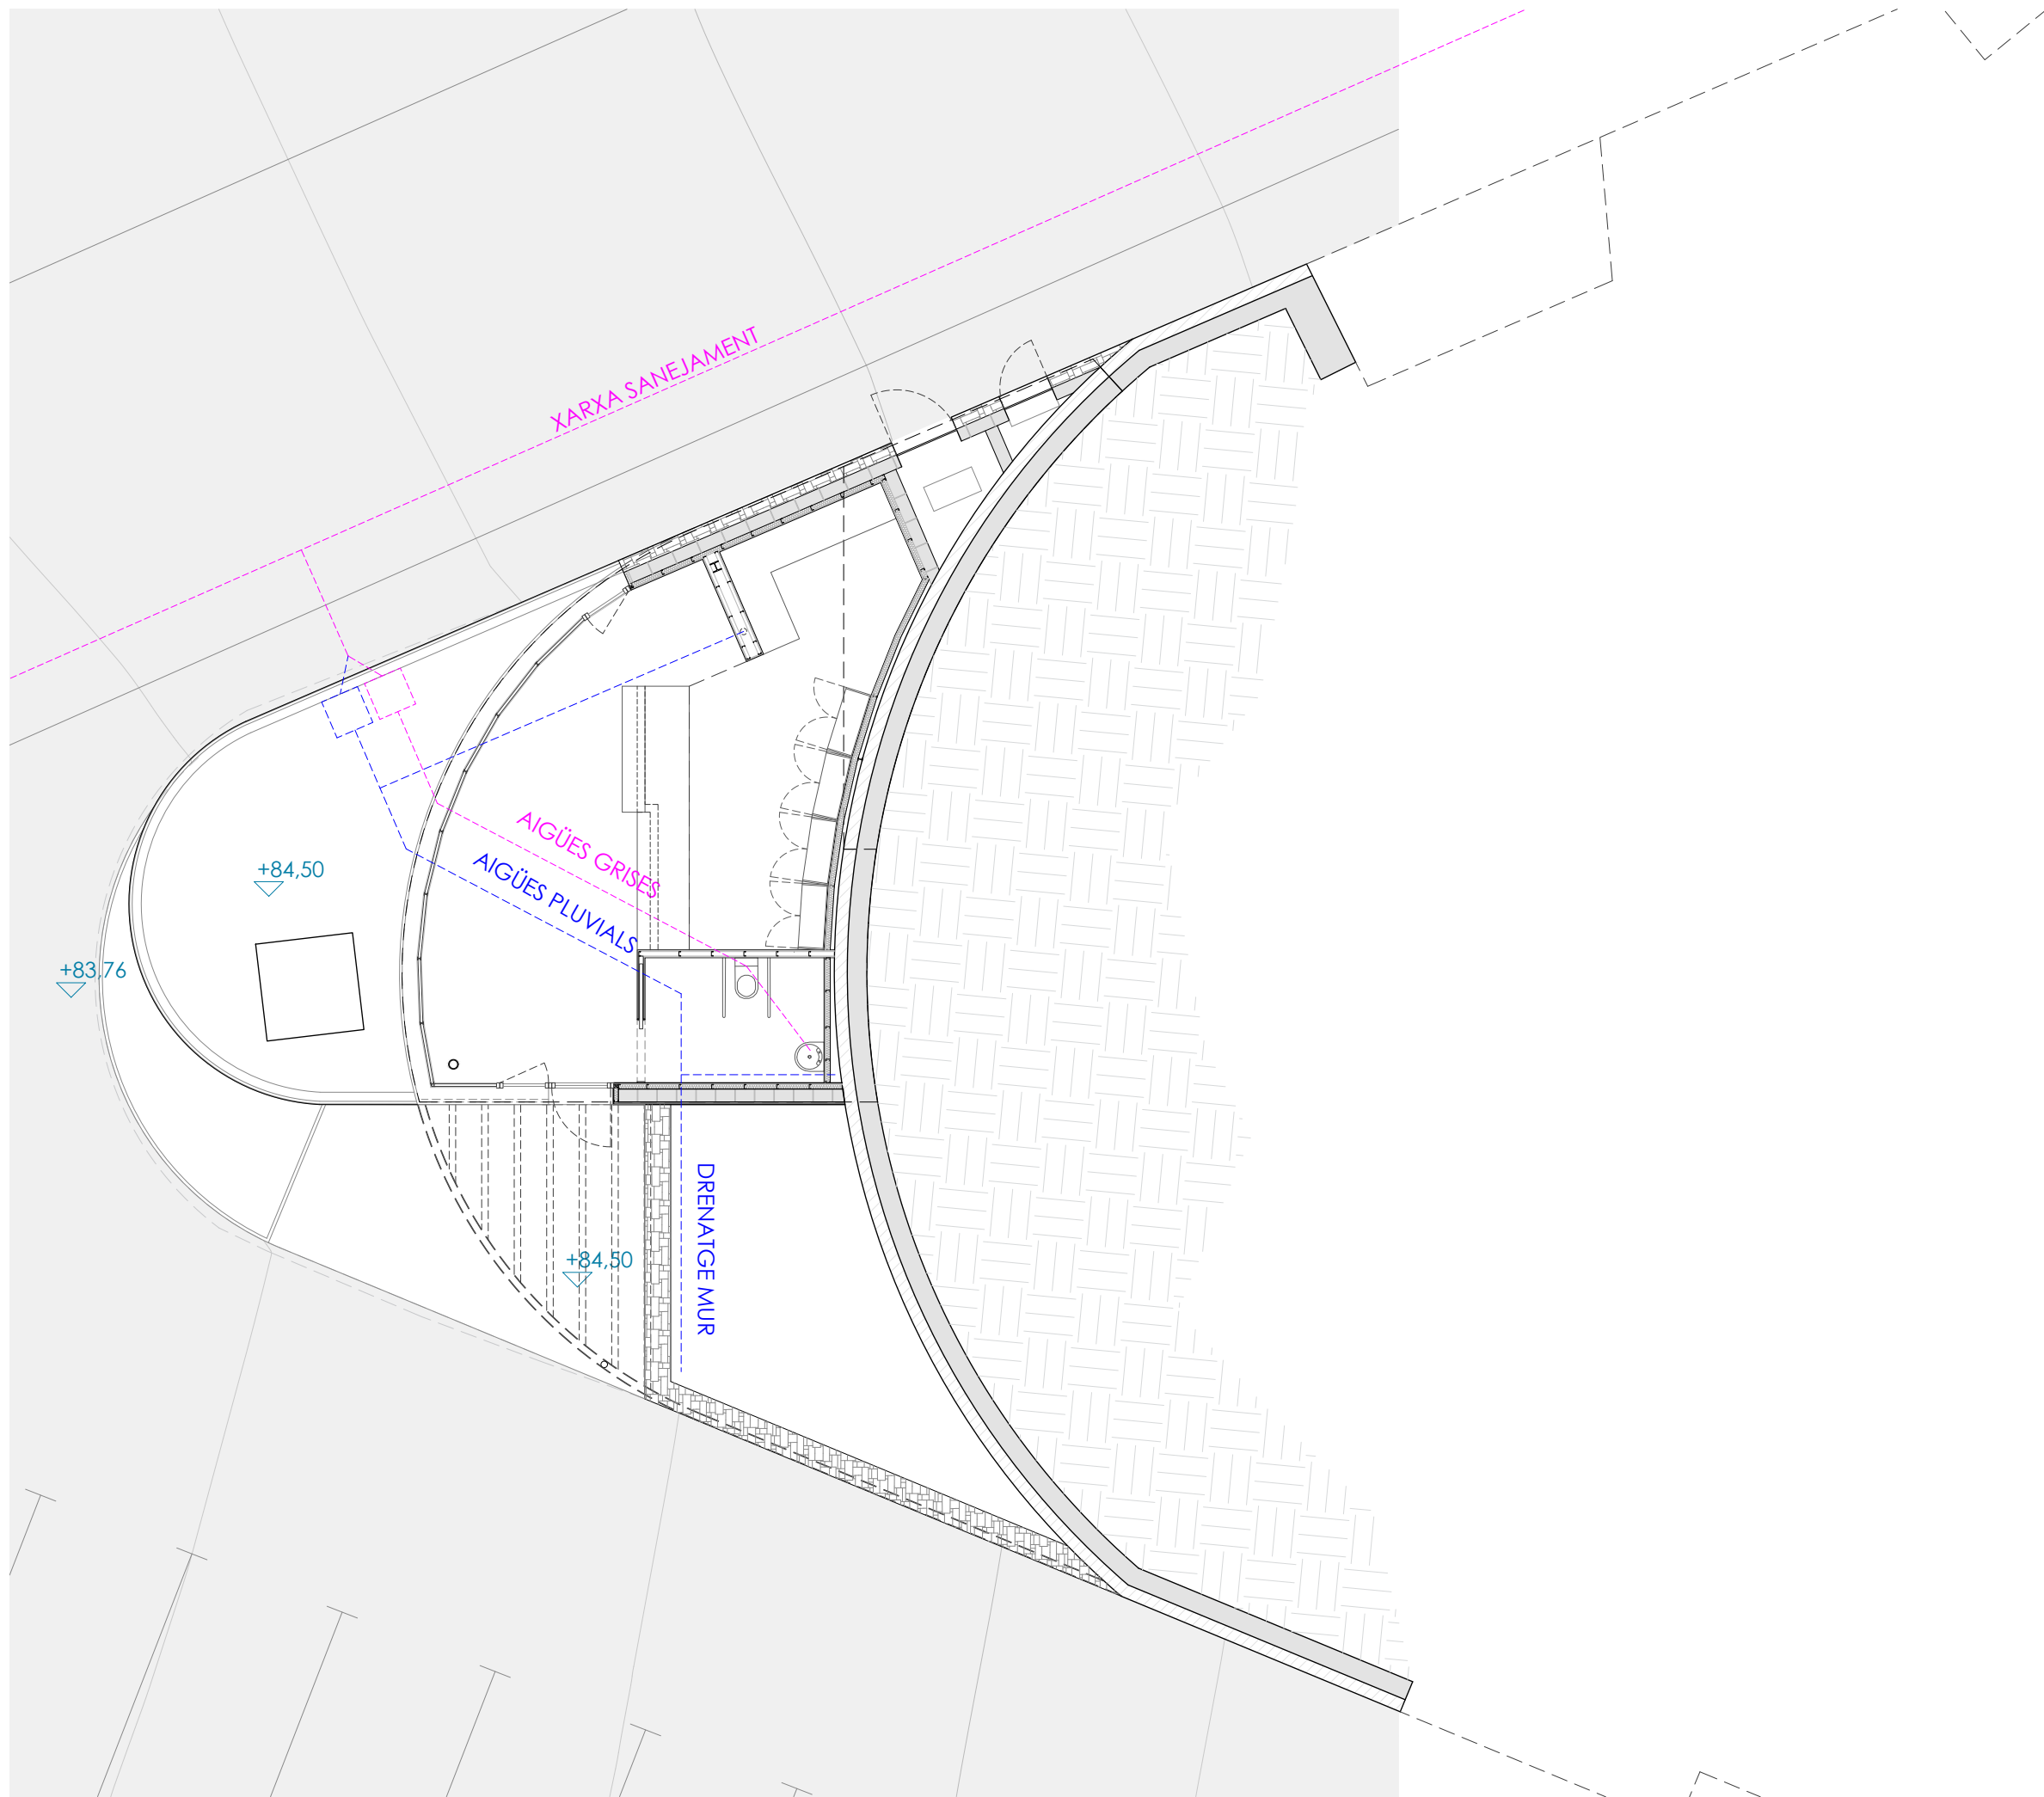 XARXA SANEJAMENT
AIGÜES GRISES
AIGÜES PLUVIALS
+84,50
+83,76
DRENATGE MUR
+84,50